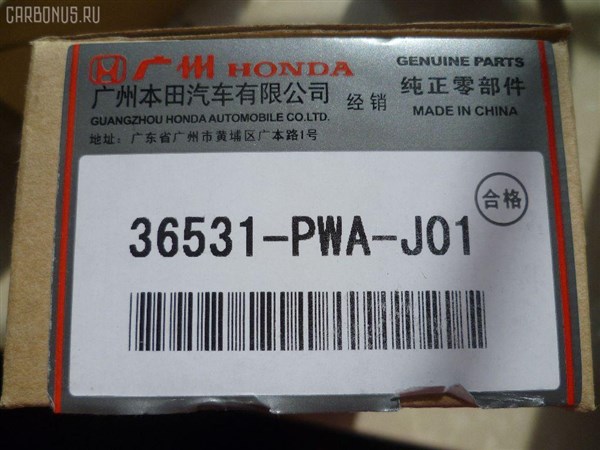 CARBONUS.RU
广州 HONDA
GENUINE PARTS
广州本田汽车有限公司 经销 纯正零部件
GUANGZHOU HONDA AUTOMOBILE CO.LTD. MADE IN CHINA
地址: 广东省广州市黄埔区广本路1号
合格
36531-PWA-J01